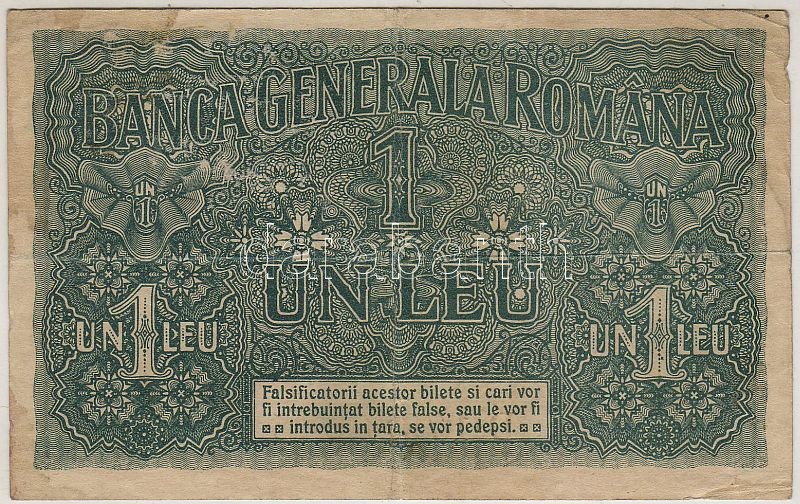 BANCA GENERALA ROMÂNA
1
UN
1
UN
1
darabanth
UN LEU
UN 1 LEU
UN 1 LEU
Falsificatorii acestor bilete si cari vor
fi intrebuințat bilete false, sau le vor fi
introdus in țara, se vor pedepsi.